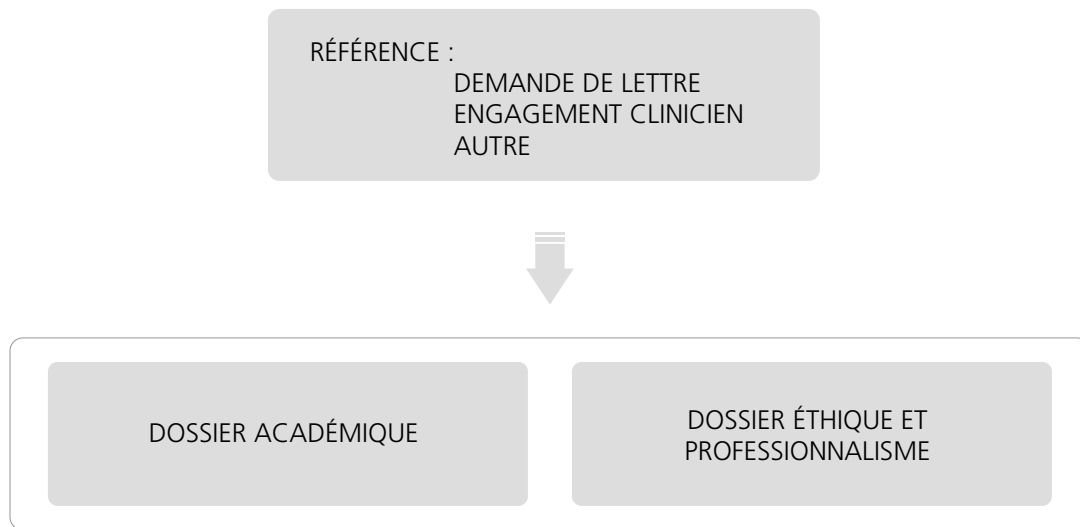 RÉFÉRENCE :
DEMANDE DE LETTRE
ENGAGEMENT CLINICIEN
AUTRE
DOSSIER ACADÉMIQUE
DOSSIER ÉTHIQUE ET
PROFESSIONNALISME